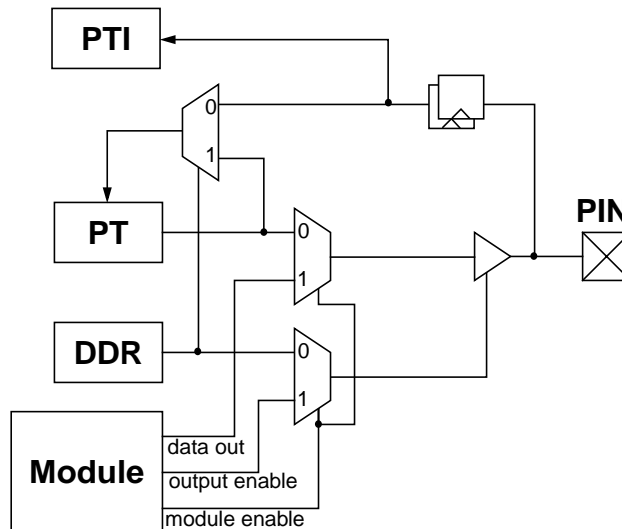 PTI
0
1
PT
PIN
0
1
DDR
0
1
Module
data out
output enable
module enable